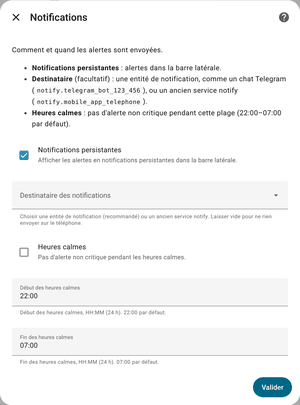 Notifications
Comment et quand les alertes sont envoyées.
• Notifications persistantes : alertes dans la barre latérale.
• Destinataire (facultatif) : une entité de notification, comme un chat Telegram
( notify.telegram_bot_123_456 ), ou un ancien service notify
( notify.mobile_app_telephone ).
• Heures calmes : pas d'alerte non critique pendant cette plage (22:00–07:00
par défaut).
Notifications persistantes
Afficher les alertes en notifications persistantes dans la barre latérale.
Destinataire des notifications
Choisir une entité de notification (recommandé) ou un ancien service notify. Laisser vide pour ne rien
envoyer sur le téléphone.
Heures calmes
Pas d'alerte non critique pendant les heures calmes.
Début des heures calmes
22:00
Début des heures calmes, HH:MM (24 h). 22:00 par défaut.
Fin des heures calmes
07:00
Fin des heures calmes, HH:MM (24 h). 07:00 par défaut.
Valider